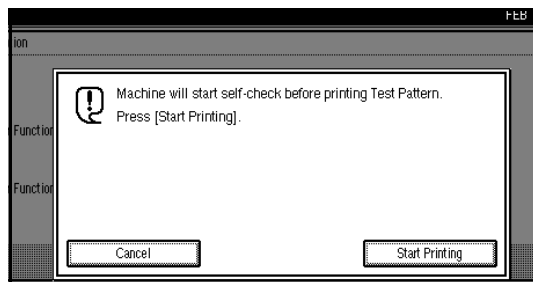 FEB
ion
Machine will start self-check before printing Test Pattern.
Press [Start Printing].
Function
Function
Cancel
Start Printing